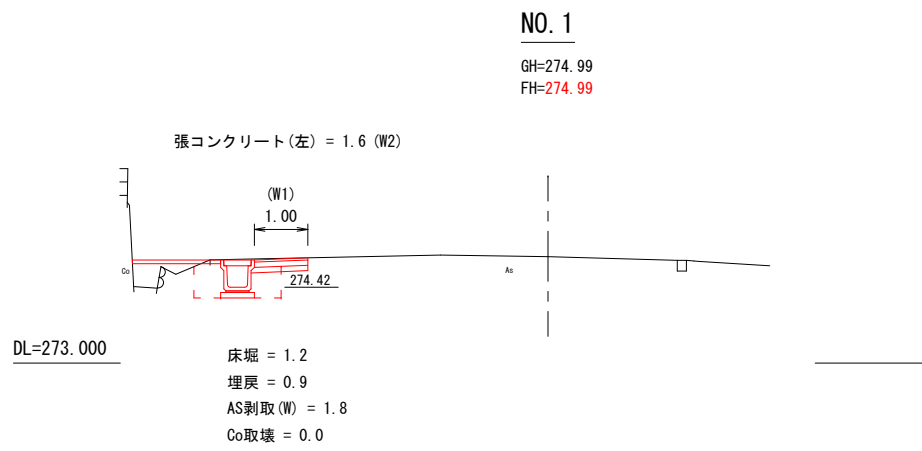 NO. 1
GH=274.99
FH=274.99
張コンクリート(左) = 1.6 (W2)
(W1)
1.00
Co
As
274.42
DL=273.000
床堀 = 1.2
埋戻 = 0.9
AS剥取(W) = 1.8
Co取壊 = 0.0